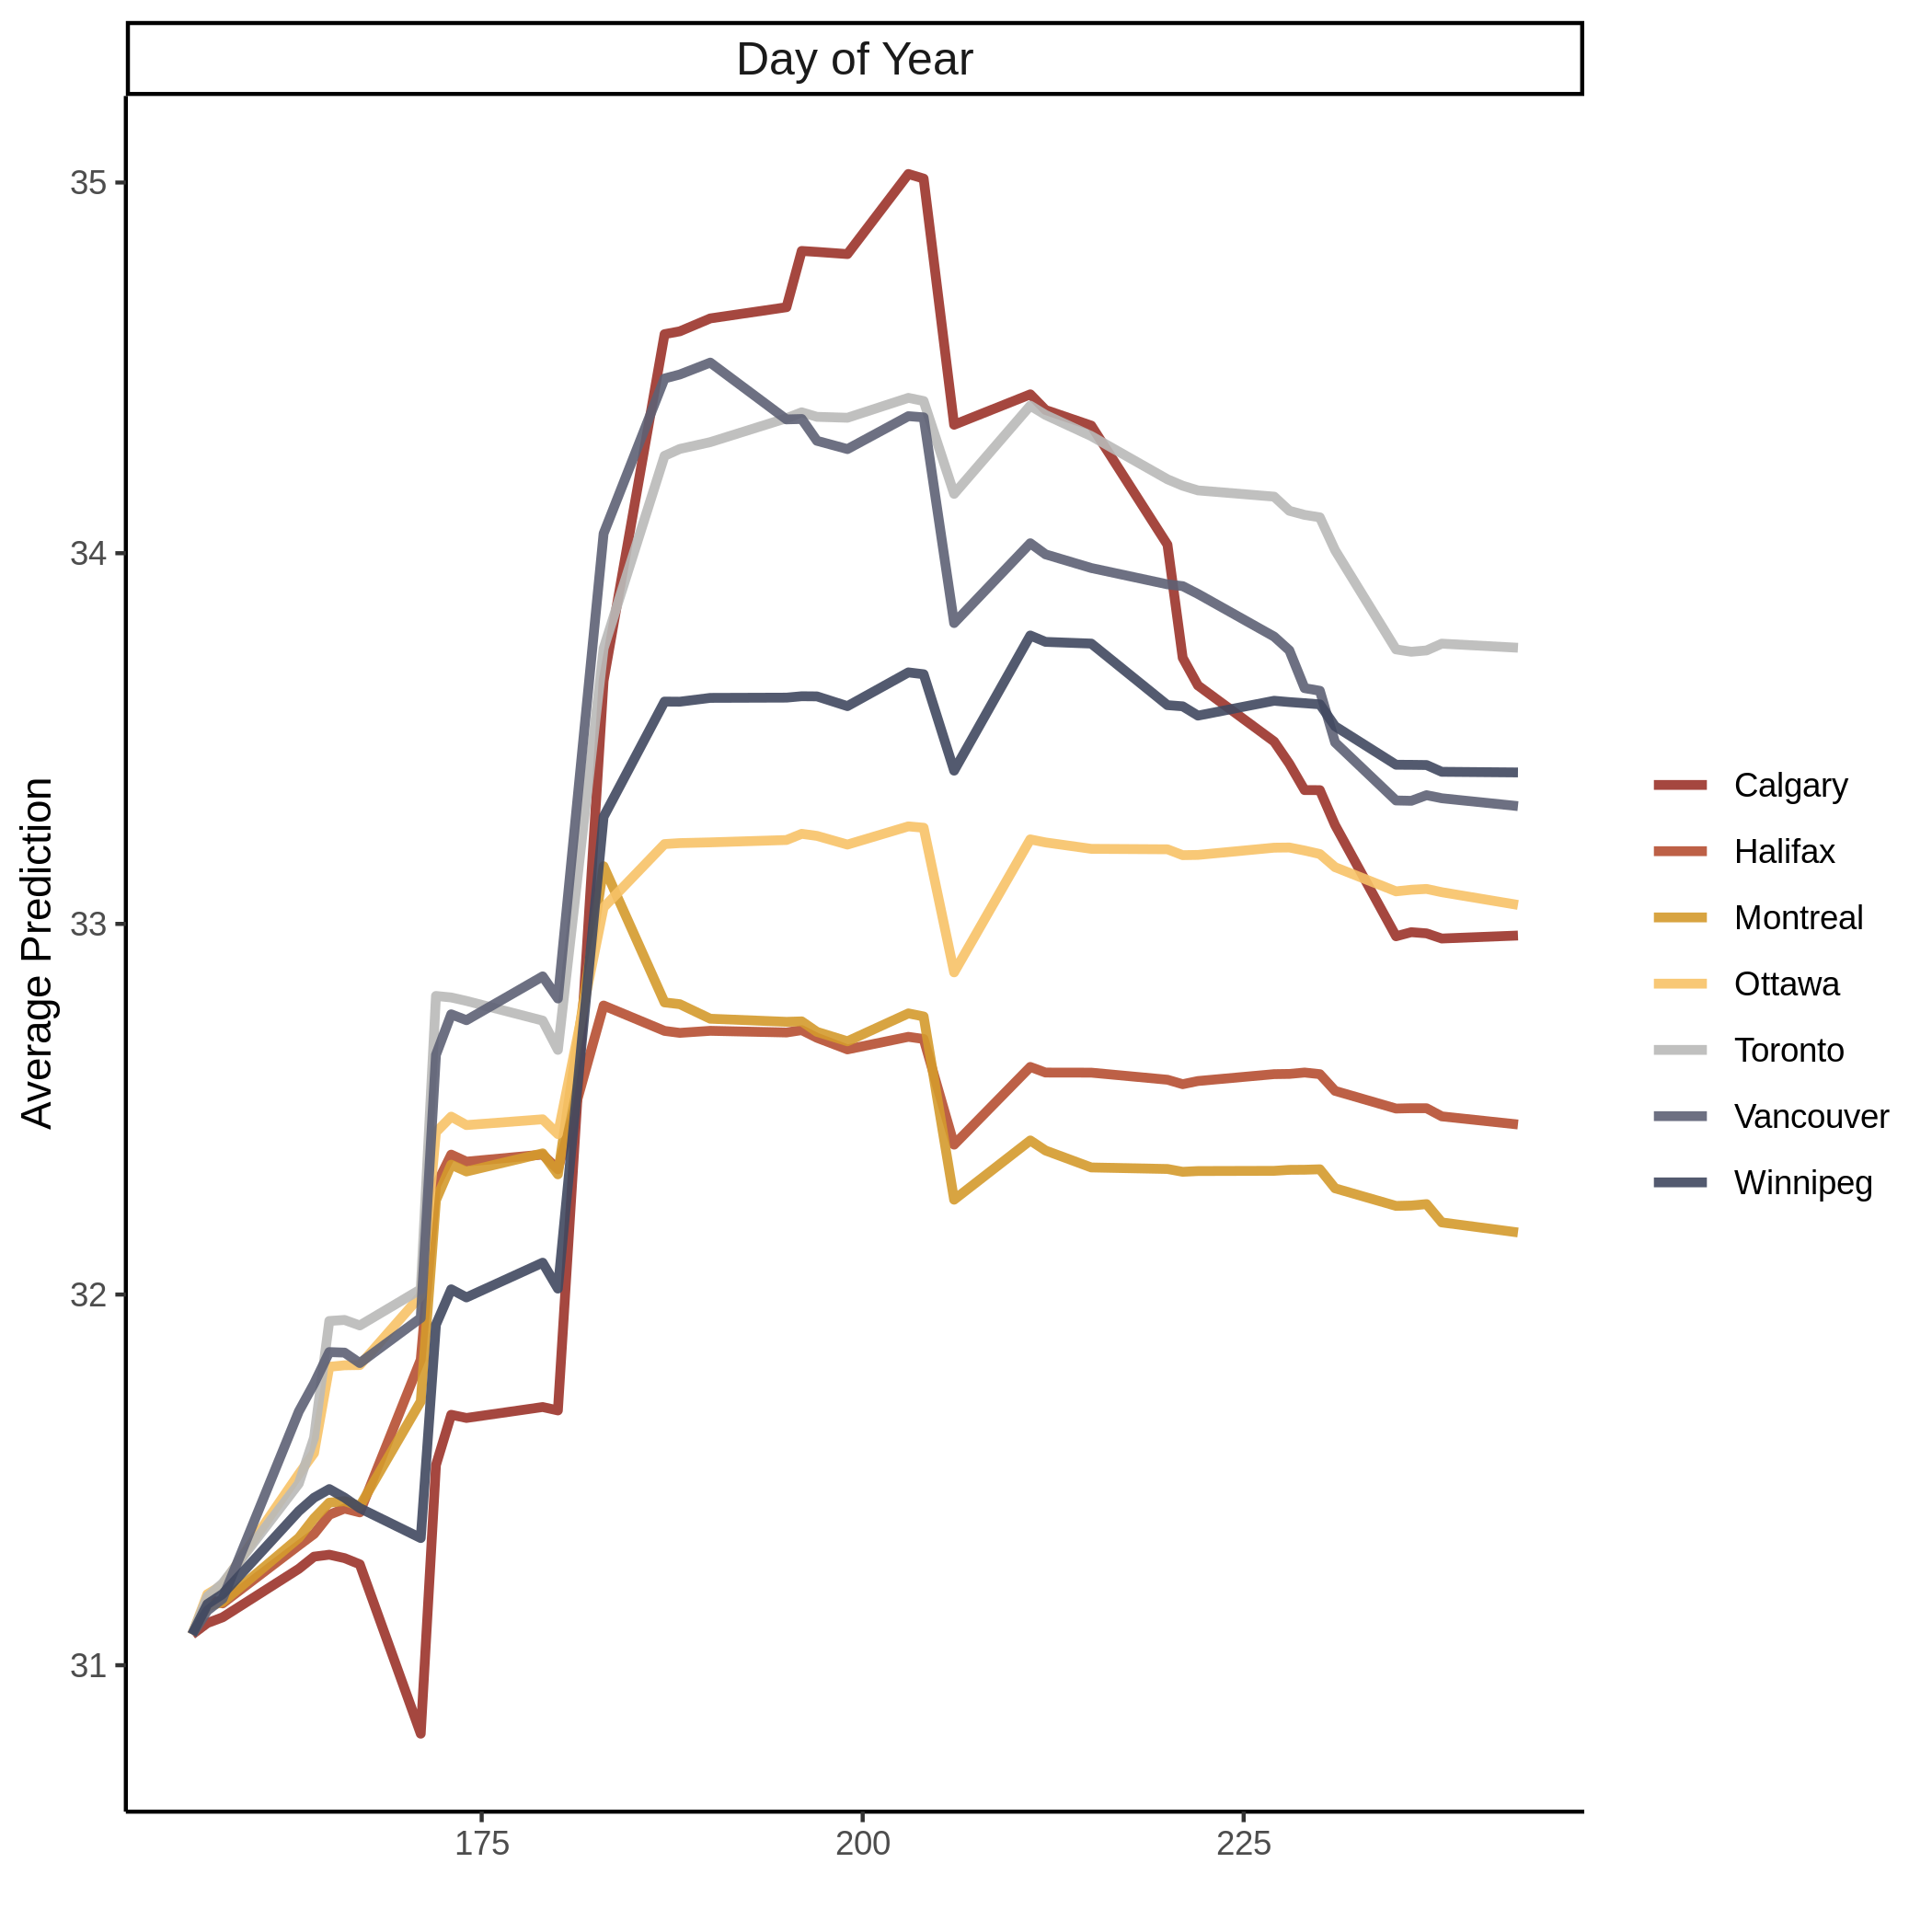 Day of Year
35
34
33
32
31
Average Prediction
175
200
225
Calgary
Halifax
Montreal
Ottawa
Toronto
Vancouver
Winnipeg